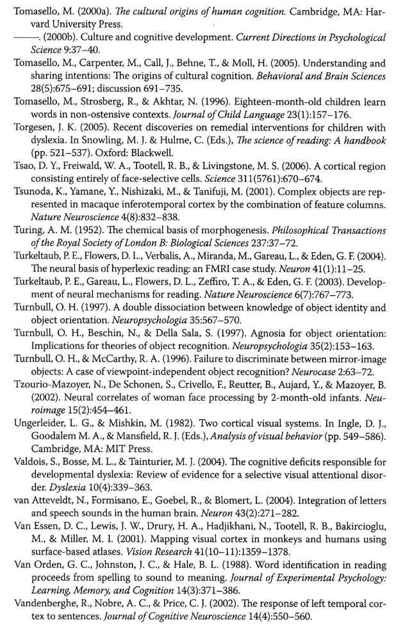 Tomasello, M. (2000a). The cultural origins of human cognition. Cambridge, MA: Har-
vard University Press.
———. (2000b). Culture and cognitive development. Current Directions in Psychological
Science 9:37–40.
Tomasello, M., Carpenter, M., Call, J., Behne, T., & Moll, H. (2005). Understanding and
sharing intentions: The origins of cultural cognition. Behavioral and Brain Sciences
28(5):675–691; discussion 691–735.
Tomasello, M., Strosberg, R., & Akhtar, N. (1996). Eighteen-month-old children learn
words in non-ostensive contexts. Journal of Child Language 23(1):157–176.
Torgesen, J. K. (2005). Recent discoveries on remedial interventions for children with
dyslexia. In Snowling, M. J. & Hulme, C. (Eds.), The science of reading: A handbook
(pp. 521–537). Oxford: Blackwell.
Tsao, D. Y., Freiwald, W. A., Tootell, R. B., & Livingstone, M. S. (2006). A cortical region
consisting entirely of face-selective cells. Science 311(5761):670–674.
Tsunoda, K., Yamane, Y., Nishizaki, M., & Tanifuji, M. (2001). Complex objects are rep-
resented in macaque inferotemporal cortex by the combination of feature columns.
Nature Neuroscience 4(8):832–838.
Turing, A. M. (1952). The chemical basis of morphogenesis. Philosophical Transactions
of the Royal Society of London B: Biological Sciences 237:37–72.
Turkeltaub, P. E., Flowers, D. L., Verbalis, A., Miranda, M., Gareau, L., & Eden, G. F. (2004).
The neural basis of hyperlexic reading: an FMRI case study. Neuron 41(1):11–25.
Turkeltaub, P. E., Gareau, L., Flowers, D. L., Zeffiro, T. A., & Eden, G. F. (2003). Develop-
ment of neural mechanisms for reading. Nature Neuroscience 6(7):767–773.
Turnbull, O. H. (1997). A double dissociation between knowledge of object identity and
object orientation. Neuropsychologia 35:567–570.
Turnbull, O. H., Beschin, N., & Della Sala, S. (1997). Agnosia for object orientation:
Implications for theories of object recognition. Neuropsychologia 35(2):153–163.
Turnbull, O. H., & McCarthy, R. A. (1996). Failure to discriminate between mirror-image
objects: A case of viewpoint-independent object recognition? Neurocase 2:63–72.
Tzourio-Mazoyer, N., De Schonen, S., Crivello, F., Reutter, B., Aujard, Y., & Mazoyer, B.
(2002). Neural correlates of woman face processing by 2-month-old infants. Neu-
roimage 15(2):454–461.
Ungerleider, L. G., & Mishkin, M. (1982). Two cortical visual systems. In Ingle, D. J.,
Goodalem M. A., & Mansfield, R. J. (Eds.), Analysis of visual behavior (pp. 549–586).
Cambridge, MA: MIT Press.
Valdois, S., Bosse, M. L., & Tainturier, M. J. (2004). The cognitive deficits responsible for
developmental dyslexia: Review of evidence for a selective visual attentional disor-
der. Dyslexia 10(4):339–363.
van Atteveldt, N., Formisano, E., Goebel, R., & Blomert, L. (2004). Integration of letters
and speech sounds in the human brain. Neuron 43(2):271–282.
Van Essen, D. C., Lewis, J. W., Drury, H. A., Hadjikhani, N., Tootell, R. B., Bakircioglu,
M., & Miller, M. I. (2001). Mapping visual cortex in monkeys and humans using
surface-based atlases. Vision Research 41(10–11):1359–1378.
Van Orden, G. C., Johnston, J. C., & Hale, B. L. (1988). Word identification in reading
proceeds from spelling to sound to meaning. Journal of Experimental Psychology:
Learning, Memory, and Cognition 14(3):371–386.
Vandenberghe, R., Nobre, A. C., & Price, C. J. (2002). The response of left temporal cor-
tex to sentences. Journal of Cognitive Neuroscience 14(4):550–560.